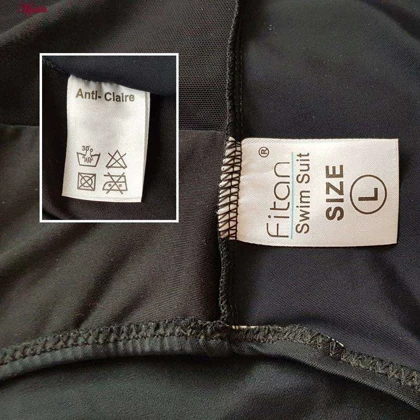 Anti- Claire
30°
Fitan®
Swim Suit
SIZE
L